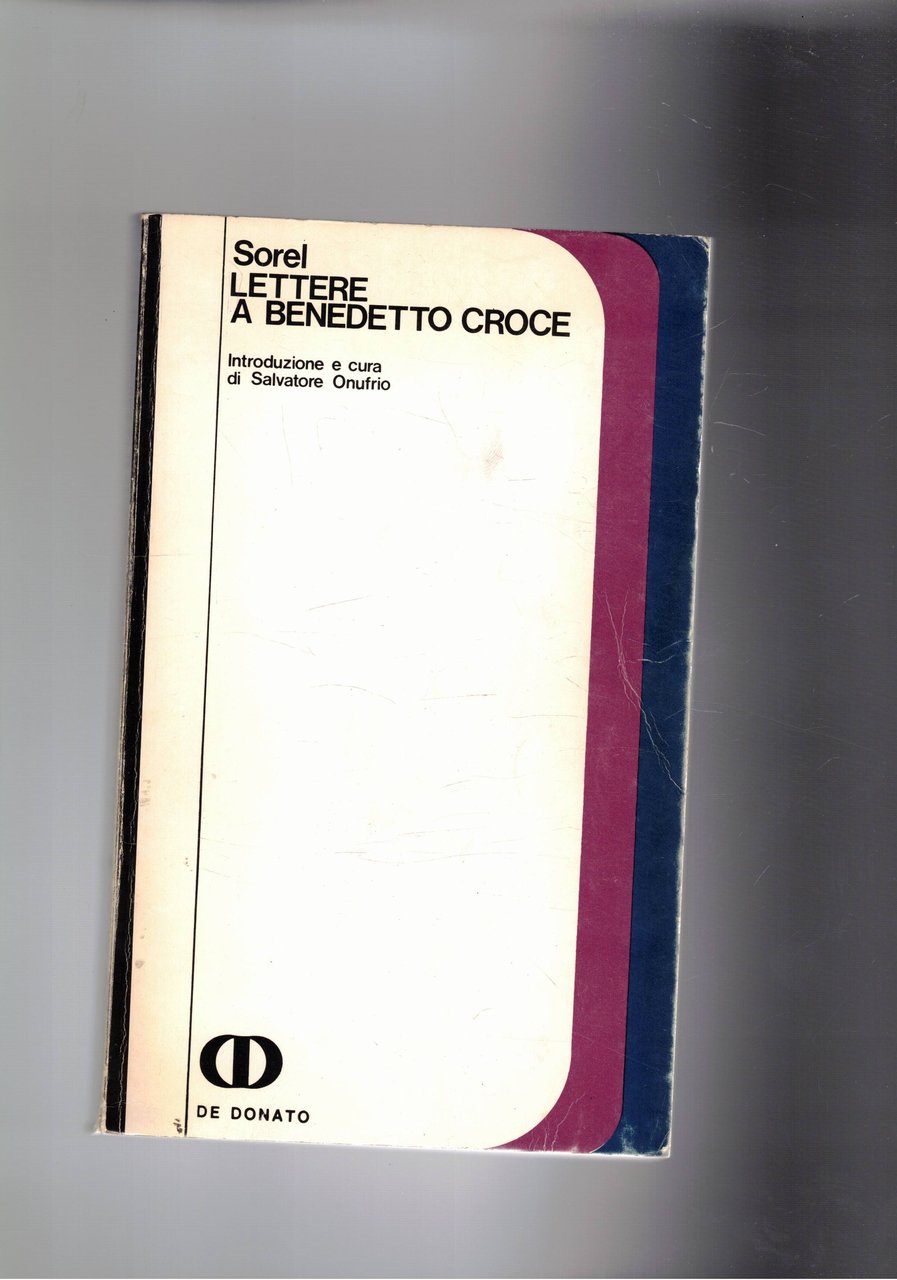 Sorel
LETTERE
A BENEDETTO CROCE
Introduzione e cura
di Salvatore Onufrio
DE DONATO